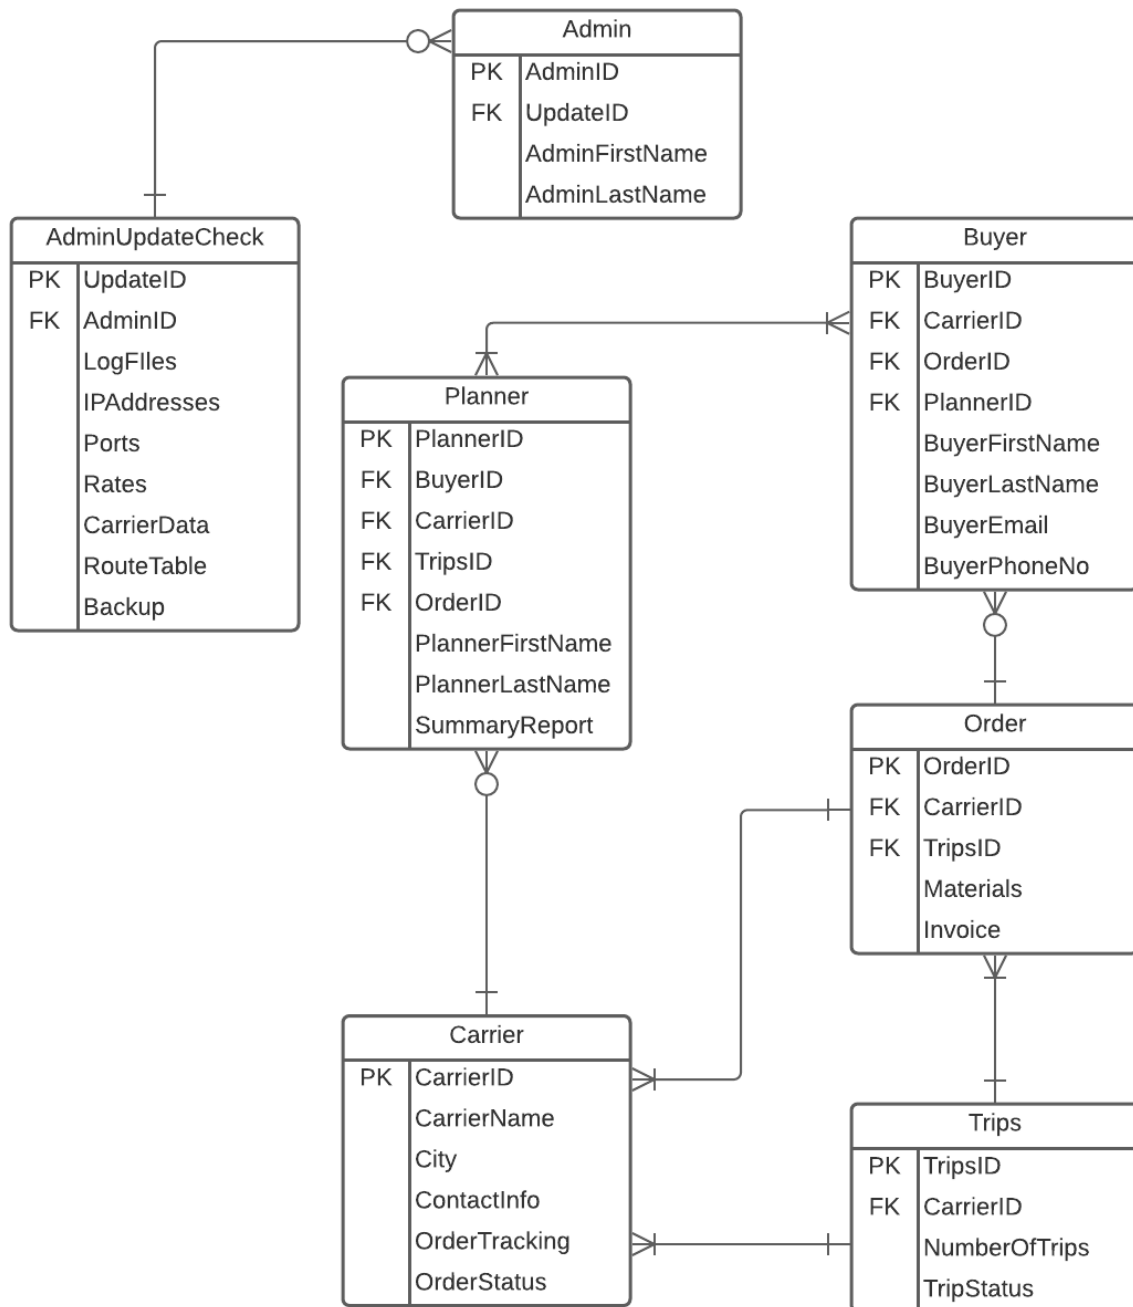 Admin
PK AdminID
FK UpdateID
AdminFirstName
AdminLastName
AdminUpdateCheck
PK UpdateID
FK AdminID
LogFIles
IPAddresses
Ports
Rates
CarrierData
RouteTable
Backup
Buyer
PK BuyerID
FK CarrierID
FK OrderID
FK PlannerID
BuyerFirstName
BuyerLastName
BuyerEmail
BuyerPhoneNo
Planner
PK PlannerID
FK BuyerID
FK CarrierID
FK TripsID
FK OrderID
PlannerFirstName
PlannerLastName
SummaryReport
Order
PK OrderID
FK CarrierID
FK TripsID
Materials
Invoice
Carrier
PK CarrierID
CarrierName
City
ContactInfo
OrderTracking
OrderStatus
Trips
PK TripsID
FK CarrierID
NumberOfTrips
TripStatus